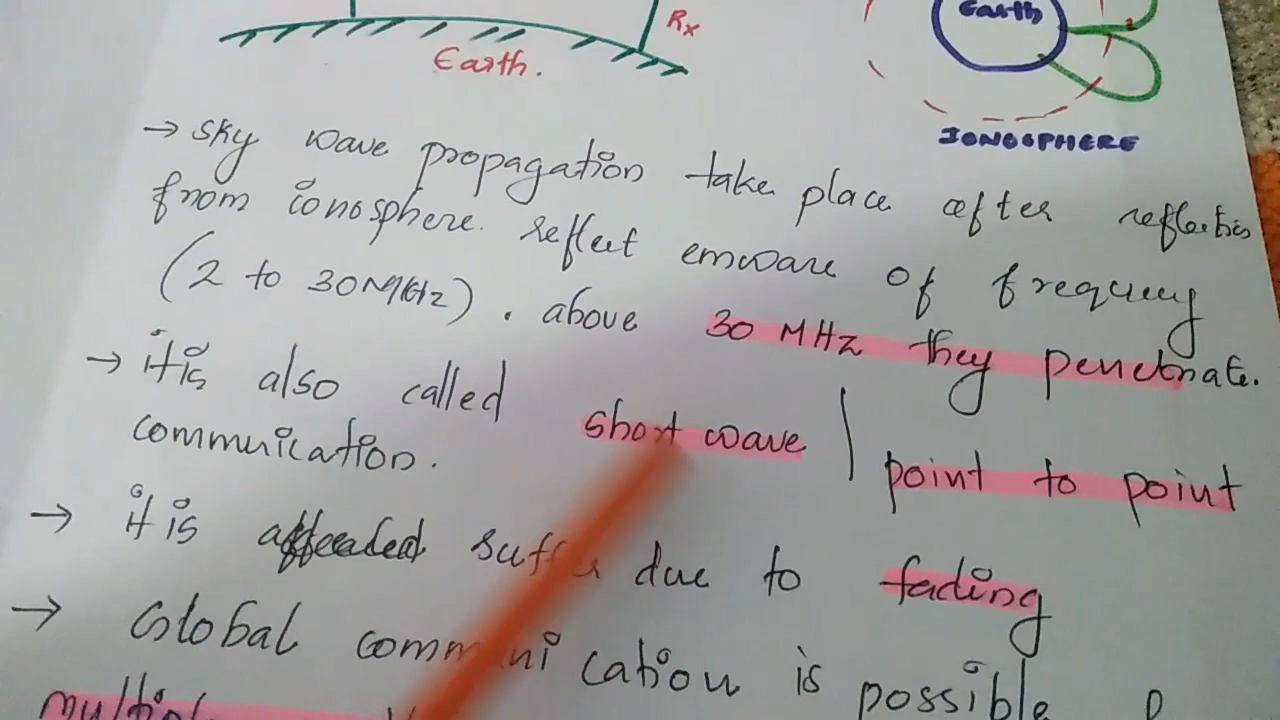 Rx
Earth
Earth.
IONOSPHERE
→ sky wave propagation take place after reflection
from ionosphere. reflect emwave of frequency
(2 to 30MHz). above 30 MHz they penetrate.
→ it is also called short wave | point to point
communication.
→ it is suffer due to fading
→ Global communication is possible